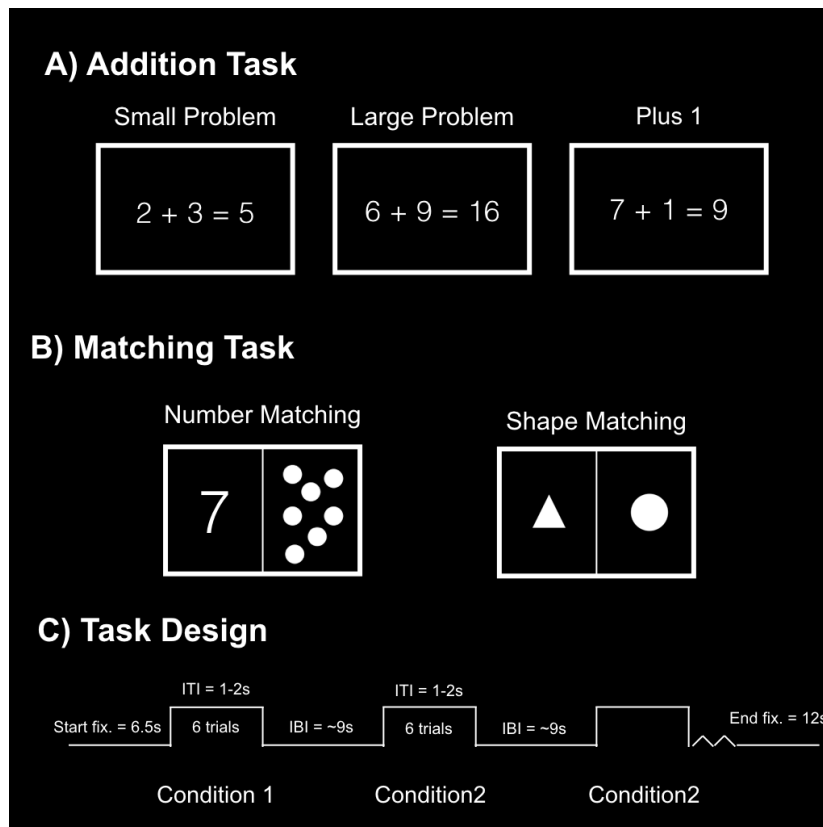 A) Addition Task
Small Problem Large Problem Plus 1
2 + 3 = 5 6 + 9 = 16 7 + 1 = 9
B) Matching Task
Number Matching Shape Matching
7
C) Task Design
ITI = 1-2s ITI = 1-2s
Start fix. = 6.5s 6 trials IBI = ~9s 6 trials IBI = ~9s End fix. = 12s
Condition 1 Condition2 Condition2